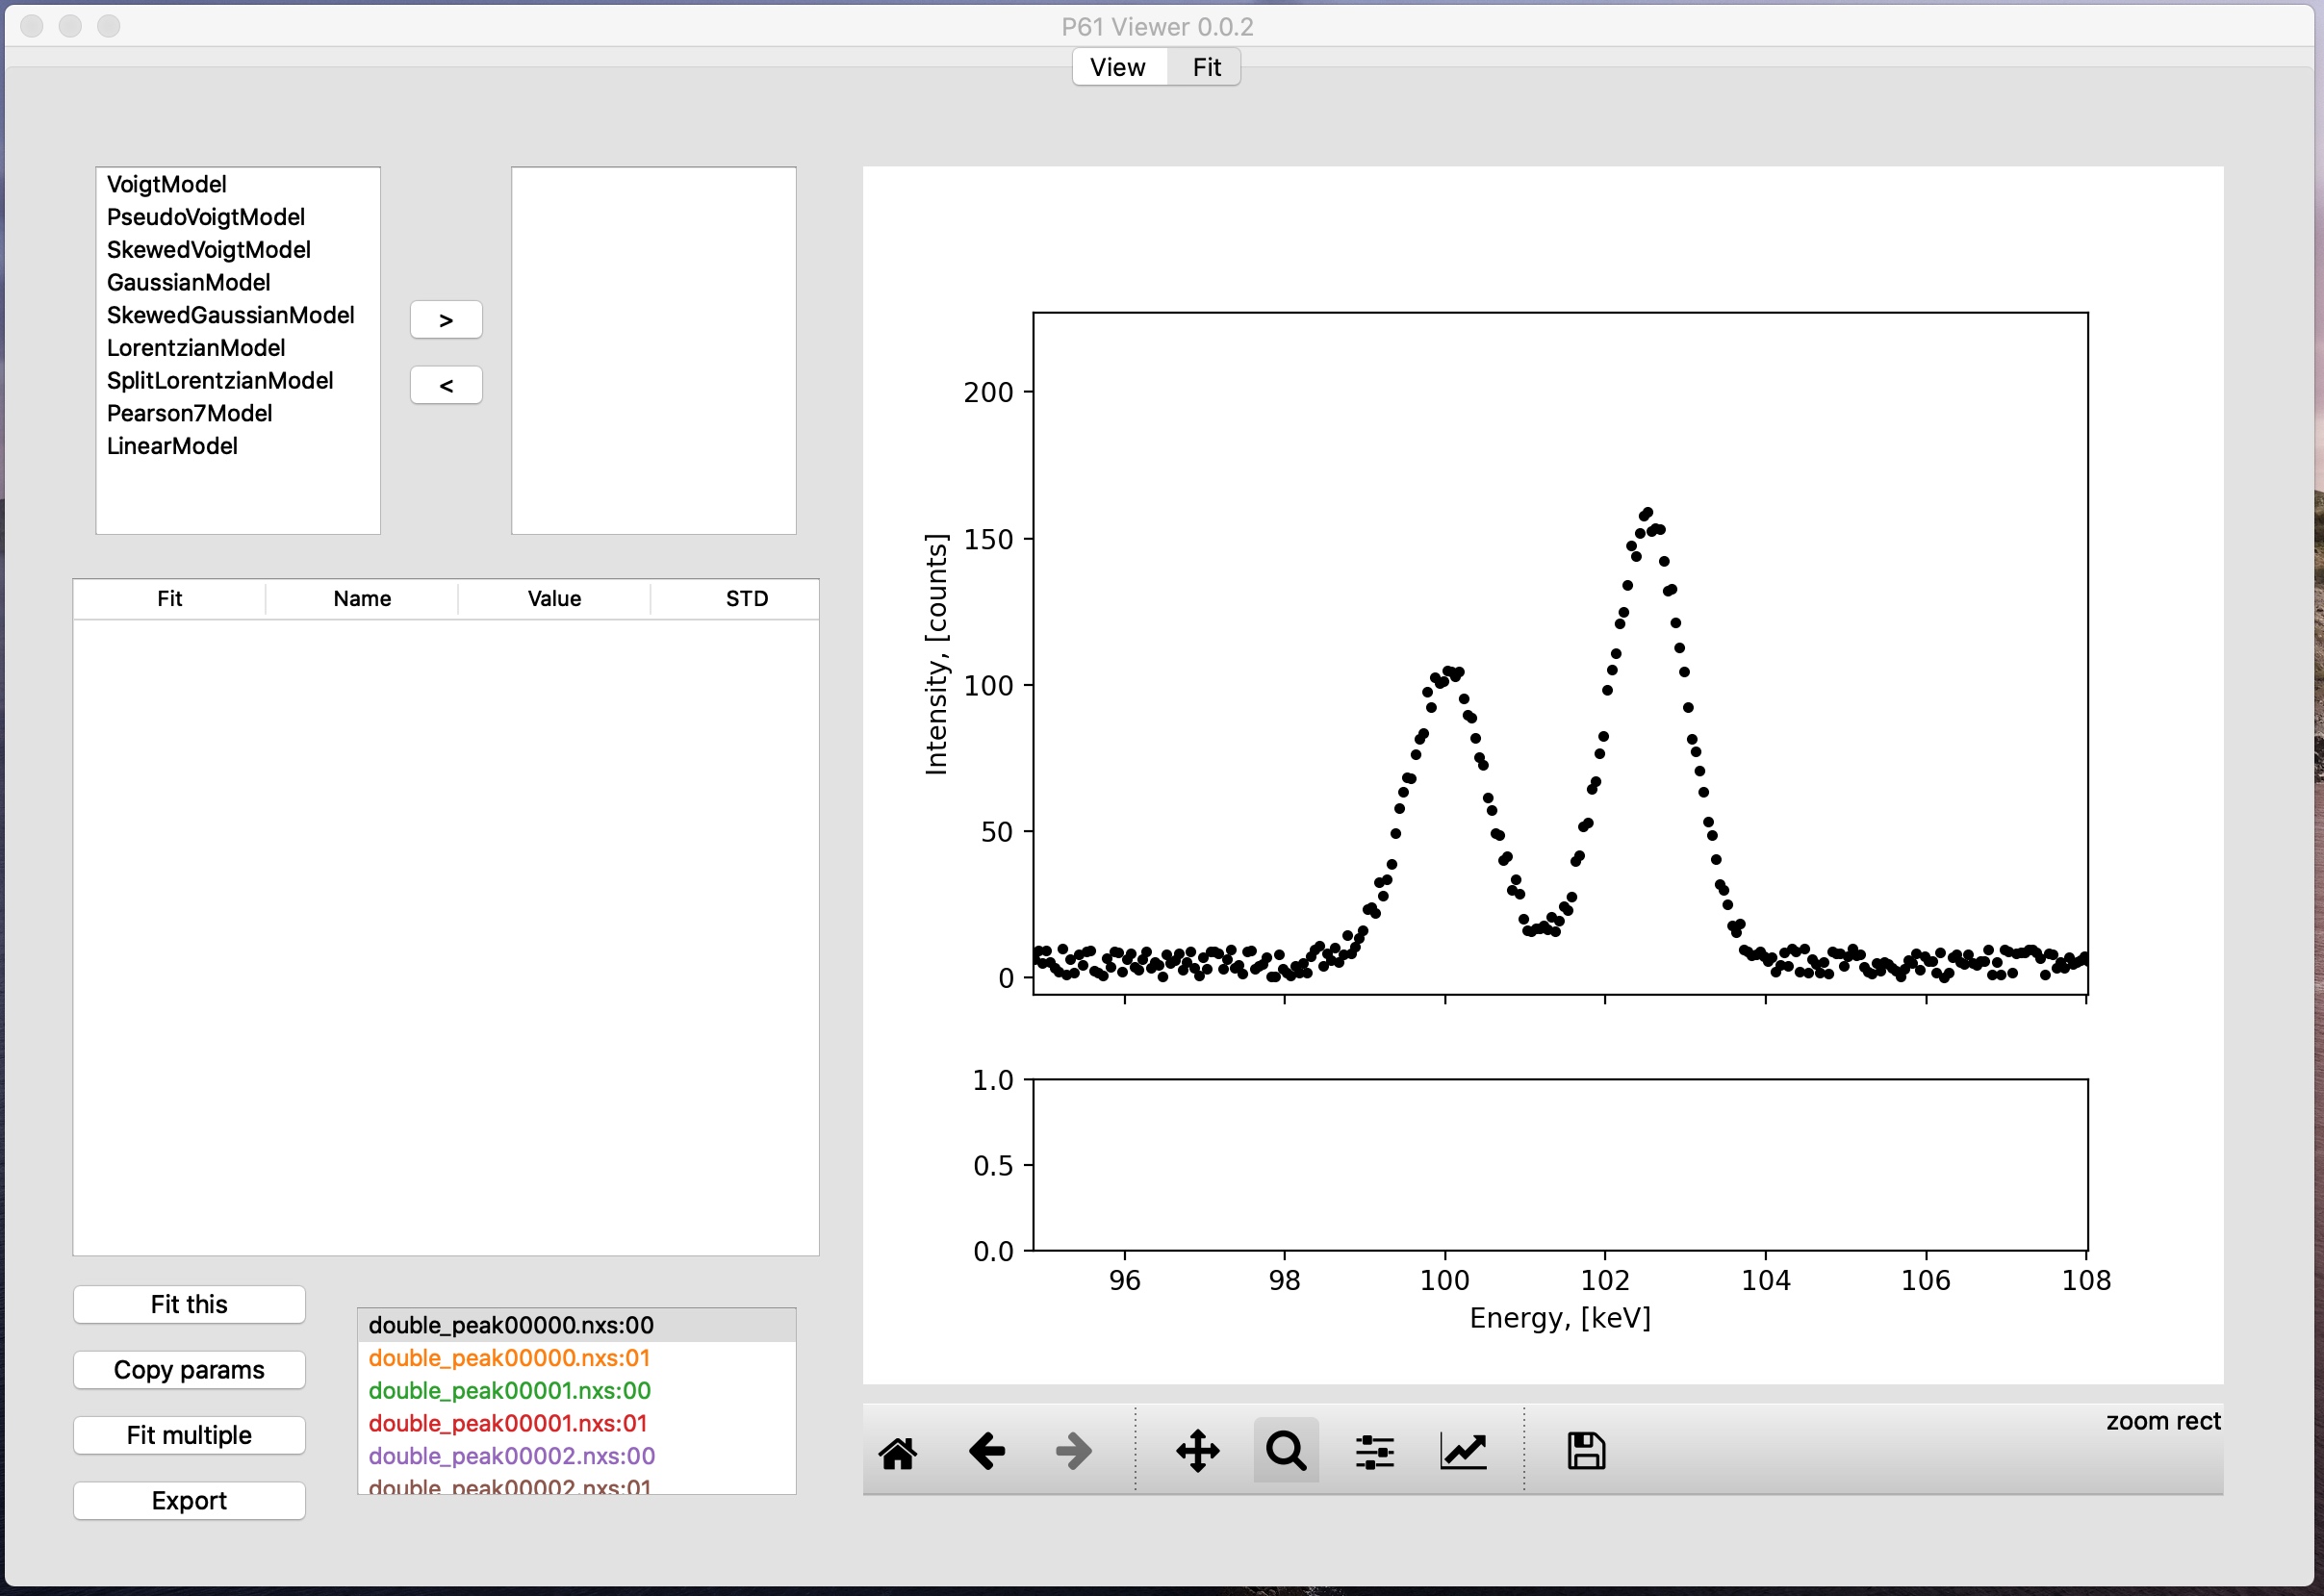 P61 Viewer 0.0.2
View Fit
VoigtModel
PseudoVoigtModel
SkewedVoigtModel
GaussianModel
SkewedGaussianModel
LorentzianModel
SplitLorentzianModel
Pearson7Model
LinearModel
>
<
Fit Name Value STD
Fit this
Copy params
Fit multiple
Export
double_peak00000.nxs:00
double_peak00000.nxs:01
double_peak00001.nxs:00
double_peak00001.nxs:01
double_peak00002.nxs:00
double_peak00002.nxs:01
Intensity, [counts]
200
150
100
50
0
1.0
0.5
0.0
96 98 100 102 104 106 108
Energy, [keV]
zoom rect